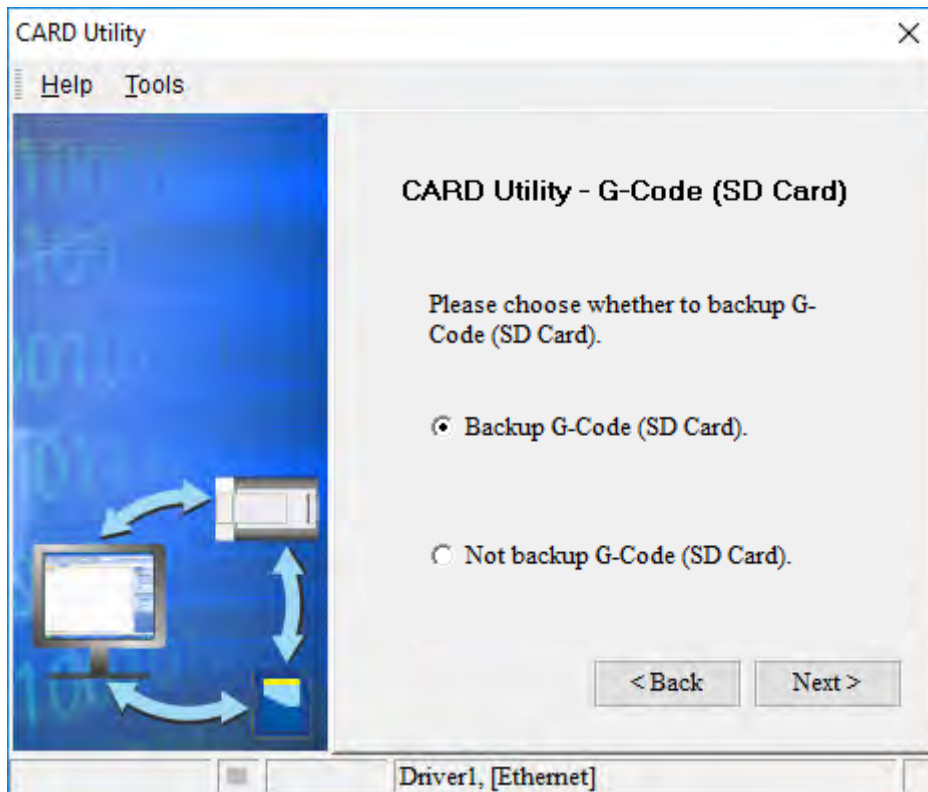 CARD Utility
Help Tools
CARD Utility - G-Code (SD Card)
Please choose whether to backup G-
Code (SD Card).
Backup G-Code (SD Card).
Not backup G-Code (SD Card).
< Back Next >
Driver1, [Ethernet]